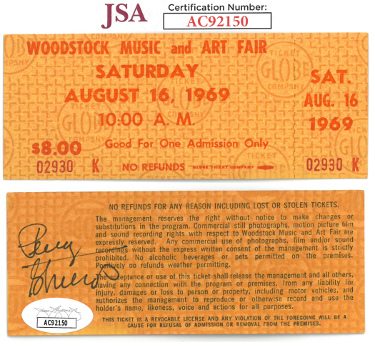 JSA
Certification Number:
AC92150
WOODSTOCK MUSIC and ART FAIR
SATURDAY
AUGUST 16, 1969
10:00 A. M.
$8.00
Good For One Admission Only
02930 K
NO REFUNDS
GLOBE TICKET COMPANY
SAT.
AUG. 16
1969
02930 K
NO REFUNDS FOR ANY REASON INCLUDING LOST OR STOLEN TICKETS.
The management reserves the right without notice to make changes or
substitutions in the program. Commercial still photographs, motion picture film
and sound recording rights with respect to Woodstock Music and Art Fair are
expressly reserved. Any commercial use of photographs, film and/or sound
recordings without the express written consent of the management is strictly
prohibited. No alcoholic beverages or pets permitted on the premises.
Positively no refunds weather permitting.
The acceptance or use of this ticket shall release the management and all others,
having any connection with the program or premises, from any liability for
injury, damages or loss to person or property, including motor vehicles, and
authorizes the management to reproduce or otherwise record and use the
holder's name, likeness, voice and actions for all purposes.
THIS TICKET IS A REVOCABLE LICENSE AND ANY VIOLATION OF THE FOREGOING WILL BE A
CAUSE FOR REFUSAL OF ADMISSION OR REMOVAL FROM THE PREMISES.
AC92150